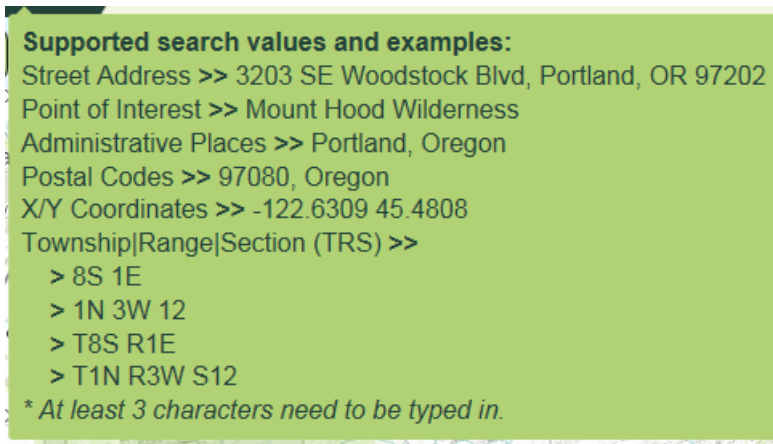 Supported search values and examples:
Street Address >> 3203 SE Woodstock Blvd, Portland, OR 97202
Point of Interest >> Mount Hood Wilderness
Administrative Places >> Portland, Oregon
Postal Codes >> 97080, Oregon
X/Y Coordinates >> -122.6309 45.4808
Township|Range|Section (TRS) >>
> 8S 1E
> 1N 3W 12
> T8S R1E
> T1N R3W S12
* At least 3 characters need to be typed in.